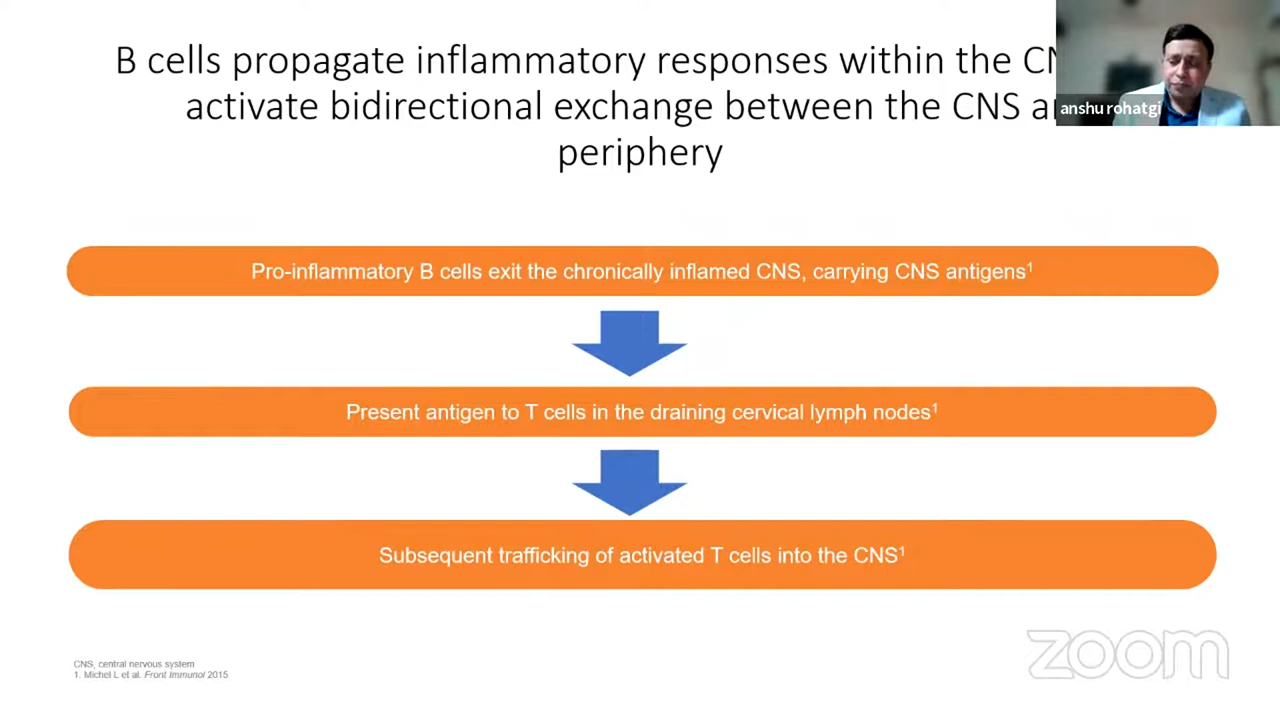 B cells propagate inflammatory responses within the
activate bidirectional exchange between the CNS
periphery
anshu rohatgi
Pro-inflammatory B cells exit the chronically inflamed CNS, carrying CNS antigens1
Present antigen to T cells in the draining cervical lymph nodes1
Subsequent trafficking of activated T cells into the CNS1
CNS, central nervous system
1. Michel L et al. Front Immunol 2015
zoom